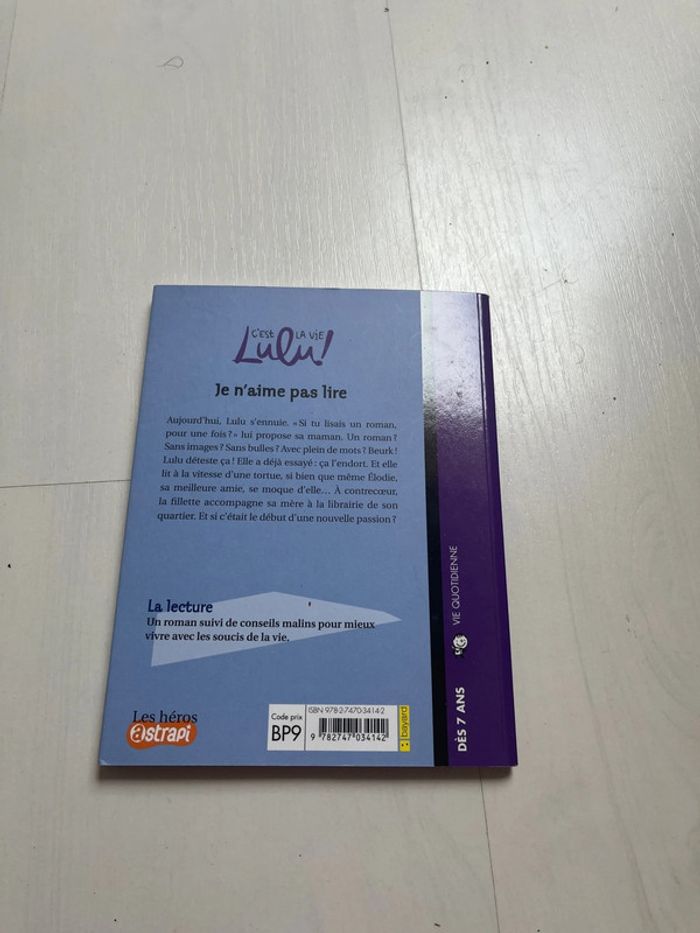 C'EST LA VIE
Lulu!
Je n'aime pas lire
Aujourd'hui, Lulu s'ennuie. « Si tu lisais un roman,
pour une fois ? » lui propose sa maman. Un roman ?
Sans images ? Sans bulles ? Avec plein de mots ? Beurk !
Lulu déteste ça ! Elle a déjà essayé : ça l'endort. Et elle
lit à la vitesse d'une tortue, si bien que même Élodie,
sa meilleure amie, se moque d'elle... À contrecœur,
la fillette accompagne sa mère à la librairie de son
quartier. Et si c'était le début d'une nouvelle passion ?
La lecture
Un roman suivi de conseils malins pour mieux
vivre avec les soucis de la vie.
Les héros
astrapi
Code prix
BP9
ISBN 978-2-7470-3414-2
9 782747 034142
bayard
DÈS 7 ANS
VIE QUOTIDIENNE